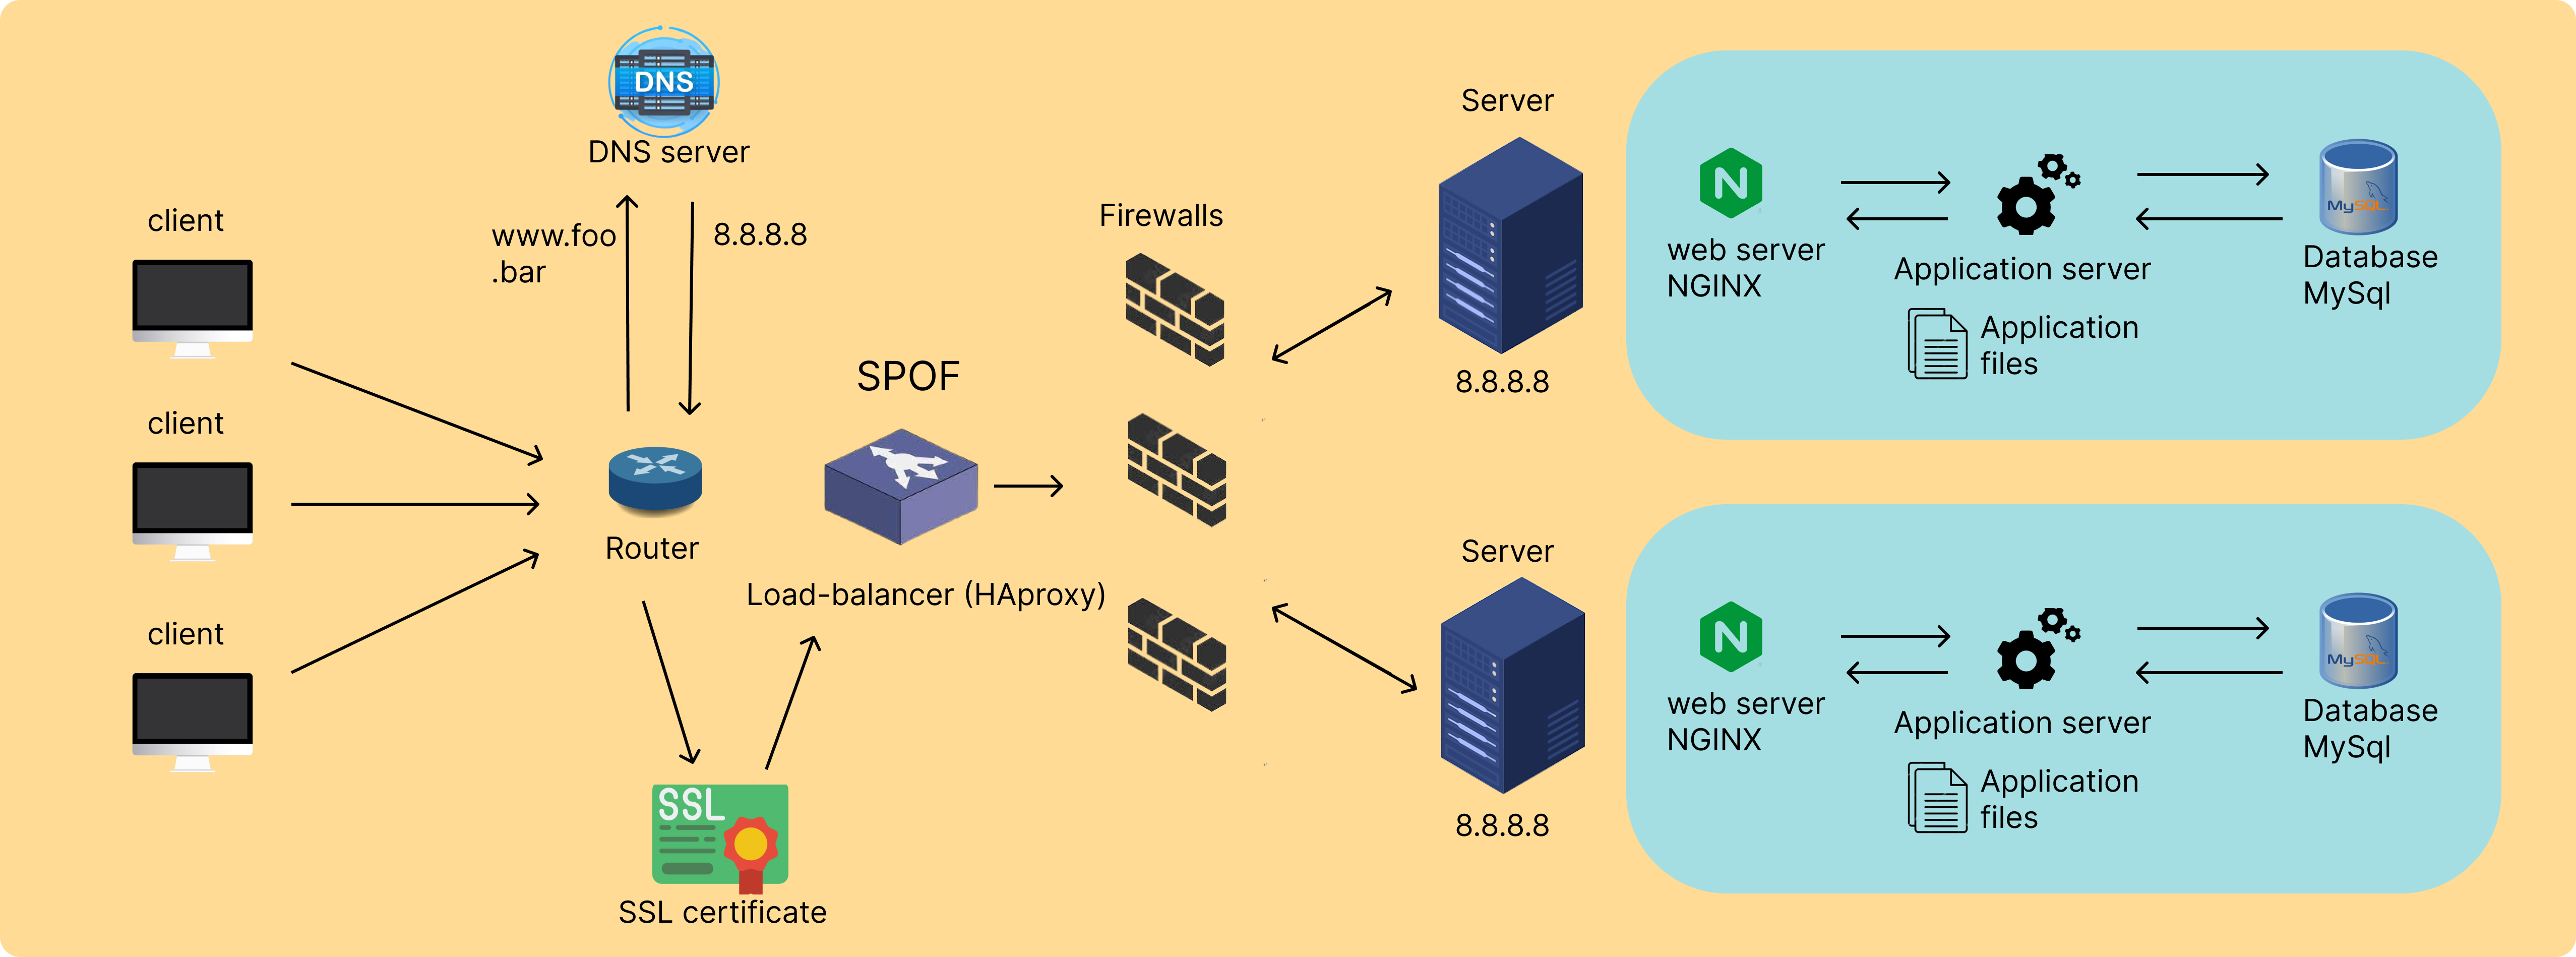 DNS
DNS server
www.foo
.bar
8.8.8.8
client
client
client
Router
SPOF
Load-balancer (HAproxy)
SSL
SSL certificate
Firewalls
Server
8.8.8.8
Server
8.8.8.8
N
web server
NGINX
Application server
Application
files
MySQL
Database
MySql
N
web server
NGINX
Application server
Application
files
MySQL
Database
MySql